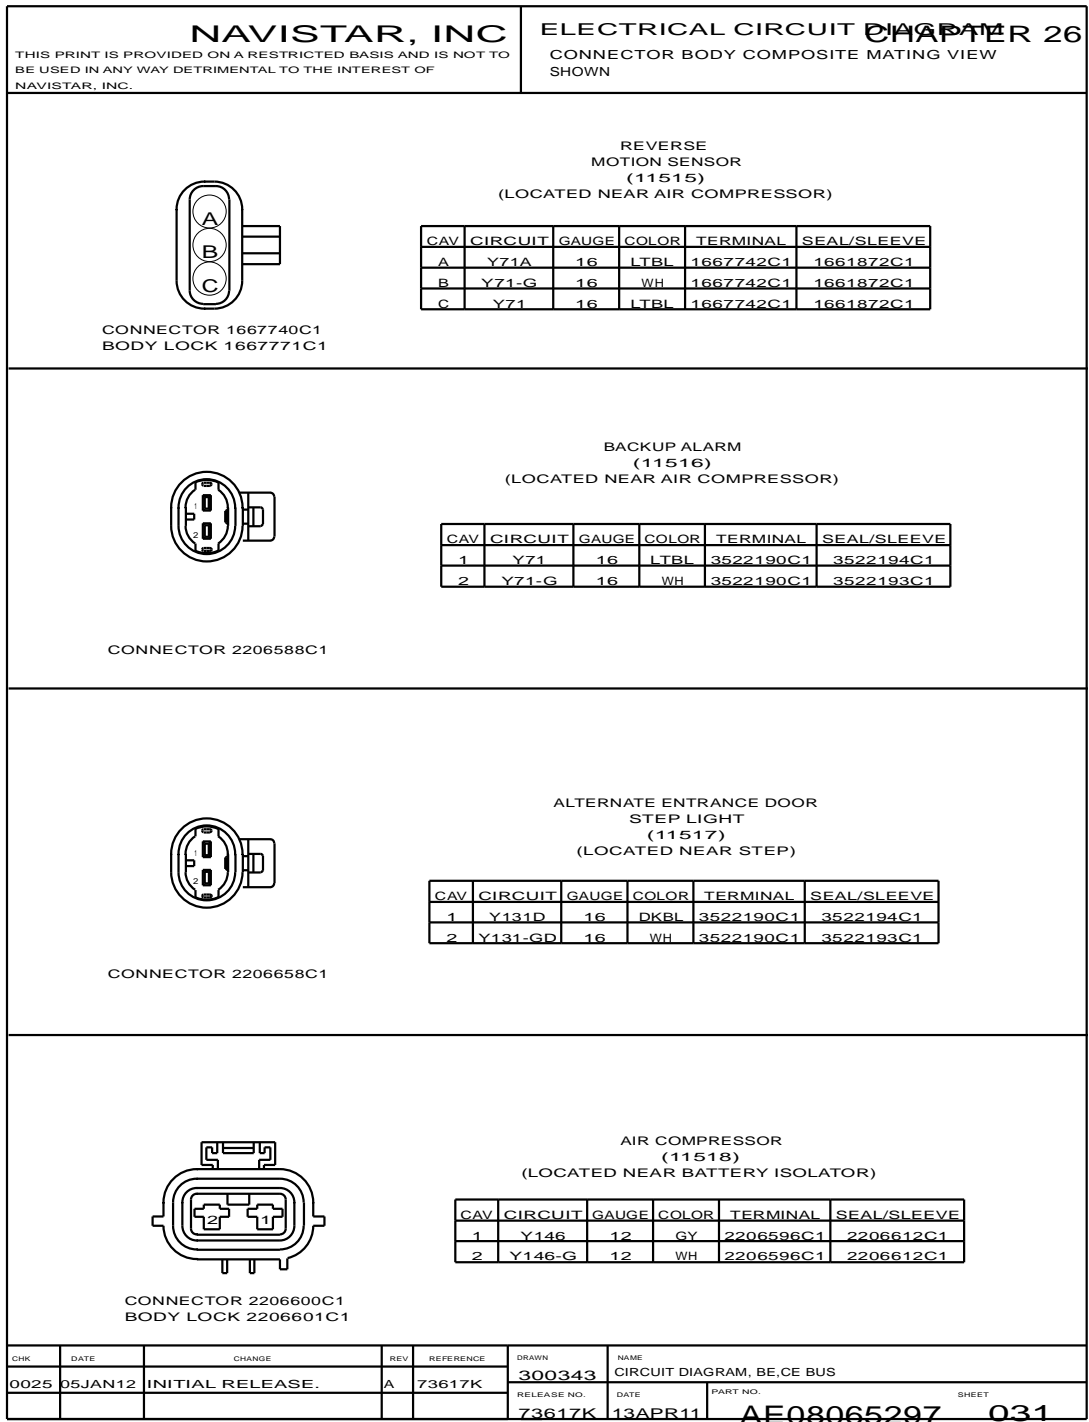 NAVISTAR, INC
THIS PRINT IS PROVIDED ON A RESTRICTED BASIS AND IS NOT TO
BE USED IN ANY WAY DETRIMENTAL TO THE INTEREST OF
NAVISTAR, INC.
ELECTRICAL CIRCUIT DIAGRAM
CHAPTER 26
CONNECTOR BODY COMPOSITE MATING VIEW
SHOWN
REVERSE
MOTION SENSOR
(11515)
(LOCATED NEAR AIR COMPRESSOR)
A
B
C
CAV CIRCUIT GAUGE COLOR TERMINAL SEAL/SLEEVE
A Y71A 16 LTBL 1667742C1 1661872C1
B Y71-G 16 WH 1667742C1 1661872C1
C Y71 16 LTBL 1667742C1 1661872C1
CONNECTOR 1667740C1
BODY LOCK 1667771C1
BACKUP ALARM
(11516)
(LOCATED NEAR AIR COMPRESSOR)
1
2
CAV CIRCUIT GAUGE COLOR TERMINAL SEAL/SLEEVE
1 Y71 16 LTBL 3522190C1 3522194C1
2 Y71-G 16 WH 3522190C1 3522193C1
CONNECTOR 2206588C1
ALTERNATE ENTRANCE DOOR
STEP LIGHT
(11517)
(LOCATED NEAR STEP)
1
2
CAV CIRCUIT GAUGE COLOR TERMINAL SEAL/SLEEVE
1 Y131D 16 DKBL 3522190C1 3522194C1
2 Y131-GD 16 WH 3522190C1 3522193C1
CONNECTOR 2206658C1
AIR COMPRESSOR
(11518)
(LOCATED NEAR BATTERY ISOLATOR)
2 1
CAV CIRCUIT GAUGE COLOR TERMINAL SEAL/SLEEVE
1 Y146 12 GY 2206596C1 2206612C1
2 Y146-G 12 WH 2206596C1 2206612C1
CONNECTOR 2206600C1
BODY LOCK 2206601C1
CHK DATE CHANGE REV REFERENCE
0025 05JAN12 INITIAL RELEASE. A 73617K
DRAWN
300343
NAME
CIRCUIT DIAGRAM, BE,CE BUS
RELEASE NO. DATE PART NO. SHEET
73617K 13APR11 AE08065297 031